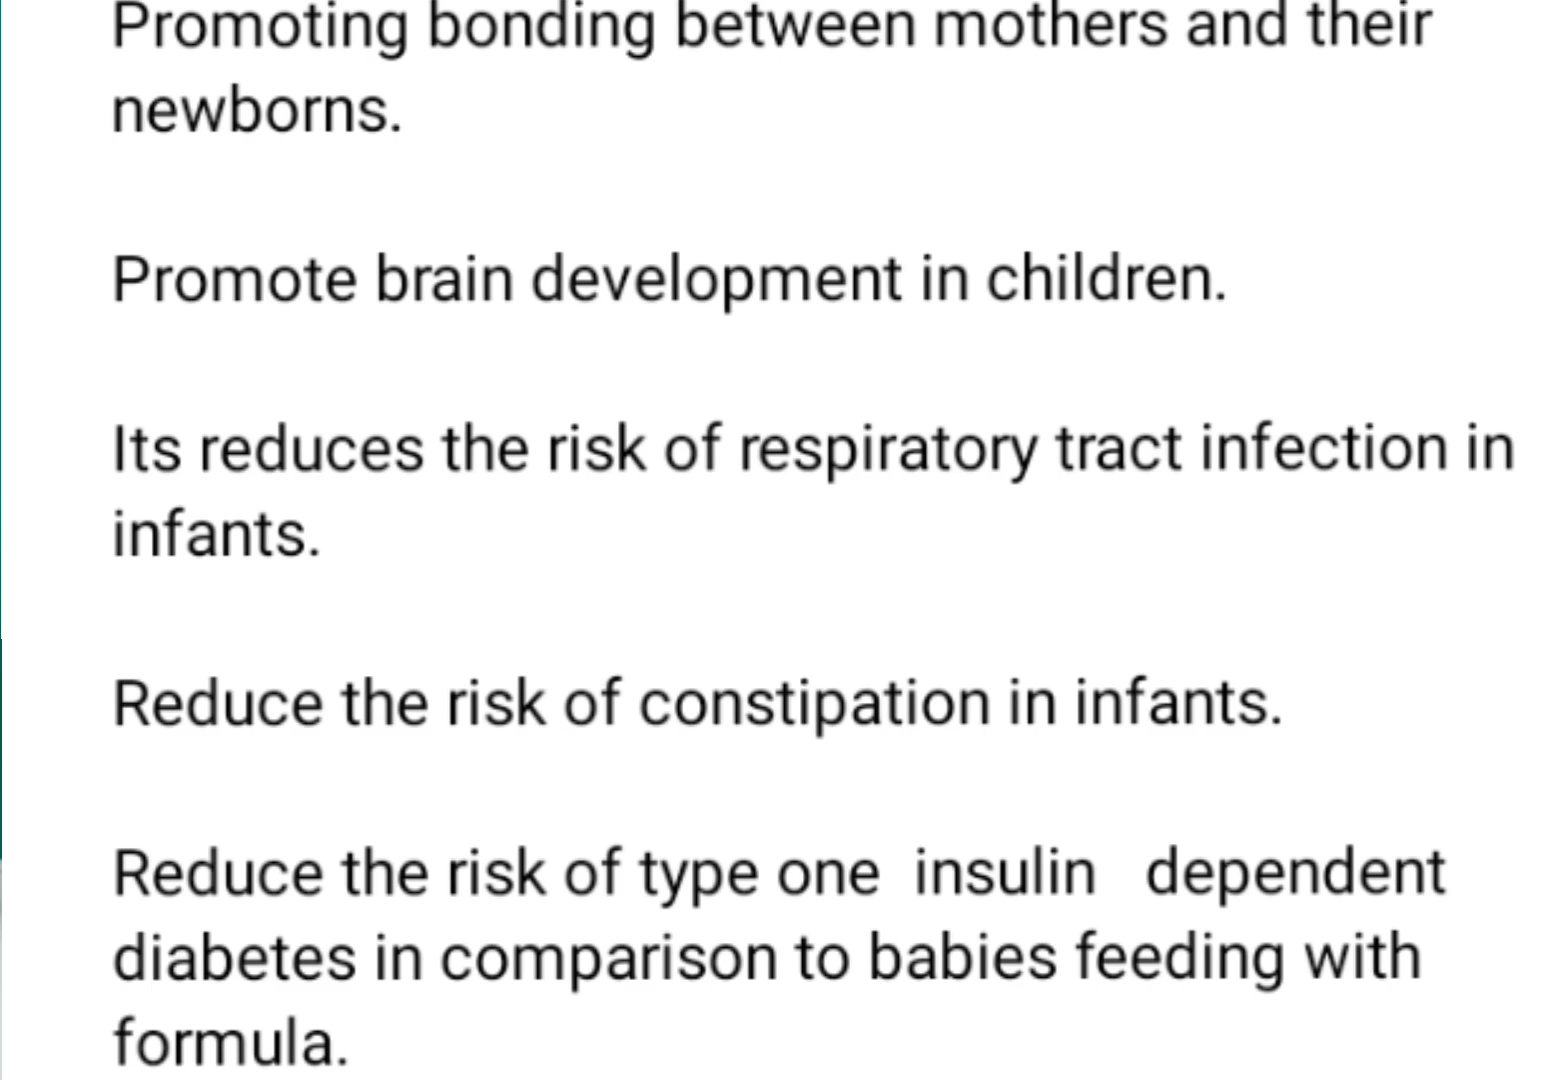 Promoting bonding between mothers and their
newborns.
Promote brain development in children.
Its reduces the risk of respiratory tract infection in
infants.
Reduce the risk of constipation in infants.
Reduce the risk of type one  insulin   dependent
diabetes in comparison to babies feeding with
formula.